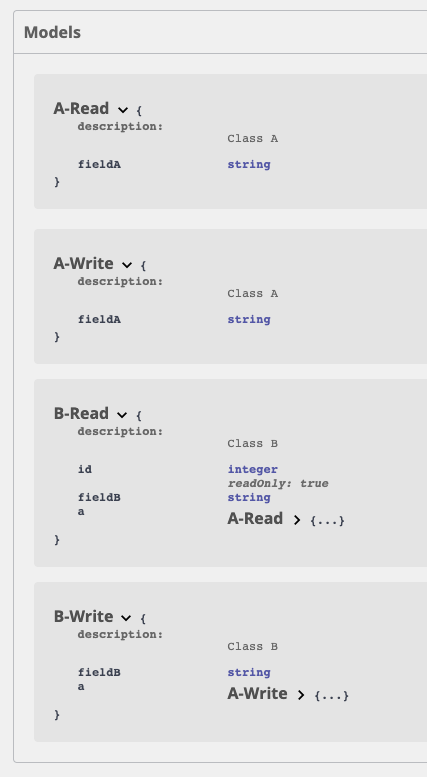 Models
A-Read {
description:
Class A
fieldA string
}
A-Write {
description:
Class A
fieldA string
}
B-Read {
description:
Class B
id integer
readOnly: true
fieldB string
a A-Read {...}
}
B-Write {
description:
Class B
fieldB string
a A-Write {...}
}